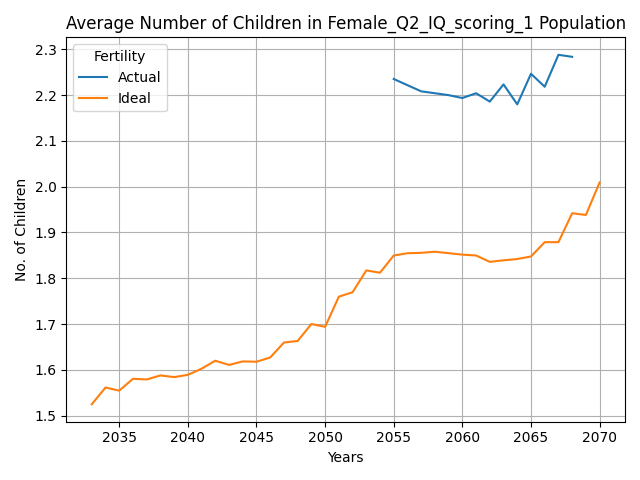 Average Number of Children in Female_Q2_IQ_scoring_1 Population
Fertility
Actual
Ideal
No. of Children
2.3
2.2
2.1
2.0
1.9
1.8
1.7
1.6
1.5
2035 2040 2045 2050 2055 2060 2065 2070
Years